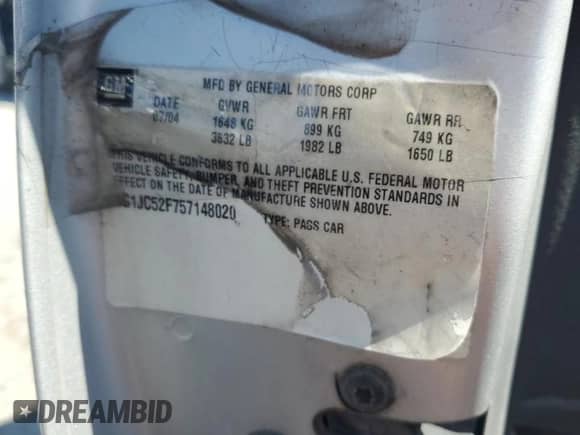 GM
MFD BY GENERAL MOTORS CORP
DATE GVWR GAWR FRT GAWR RR
07/04 1648 KG 899 KG 749 KG
3632 LB 1982 LB 1650 LB
THIS VEHICLE CONFORMS TO ALL APPLICABLE U.S. FEDERAL MOTOR
VEHICLE SAFETY, BUMPER, AND THEFT PREVENTION STANDARDS IN
EFFECT ON THE DATE OF MANUFACTURE SHOWN ABOVE.
G1JC52F757148020 TYPE: PASS CAR
DREAMBID